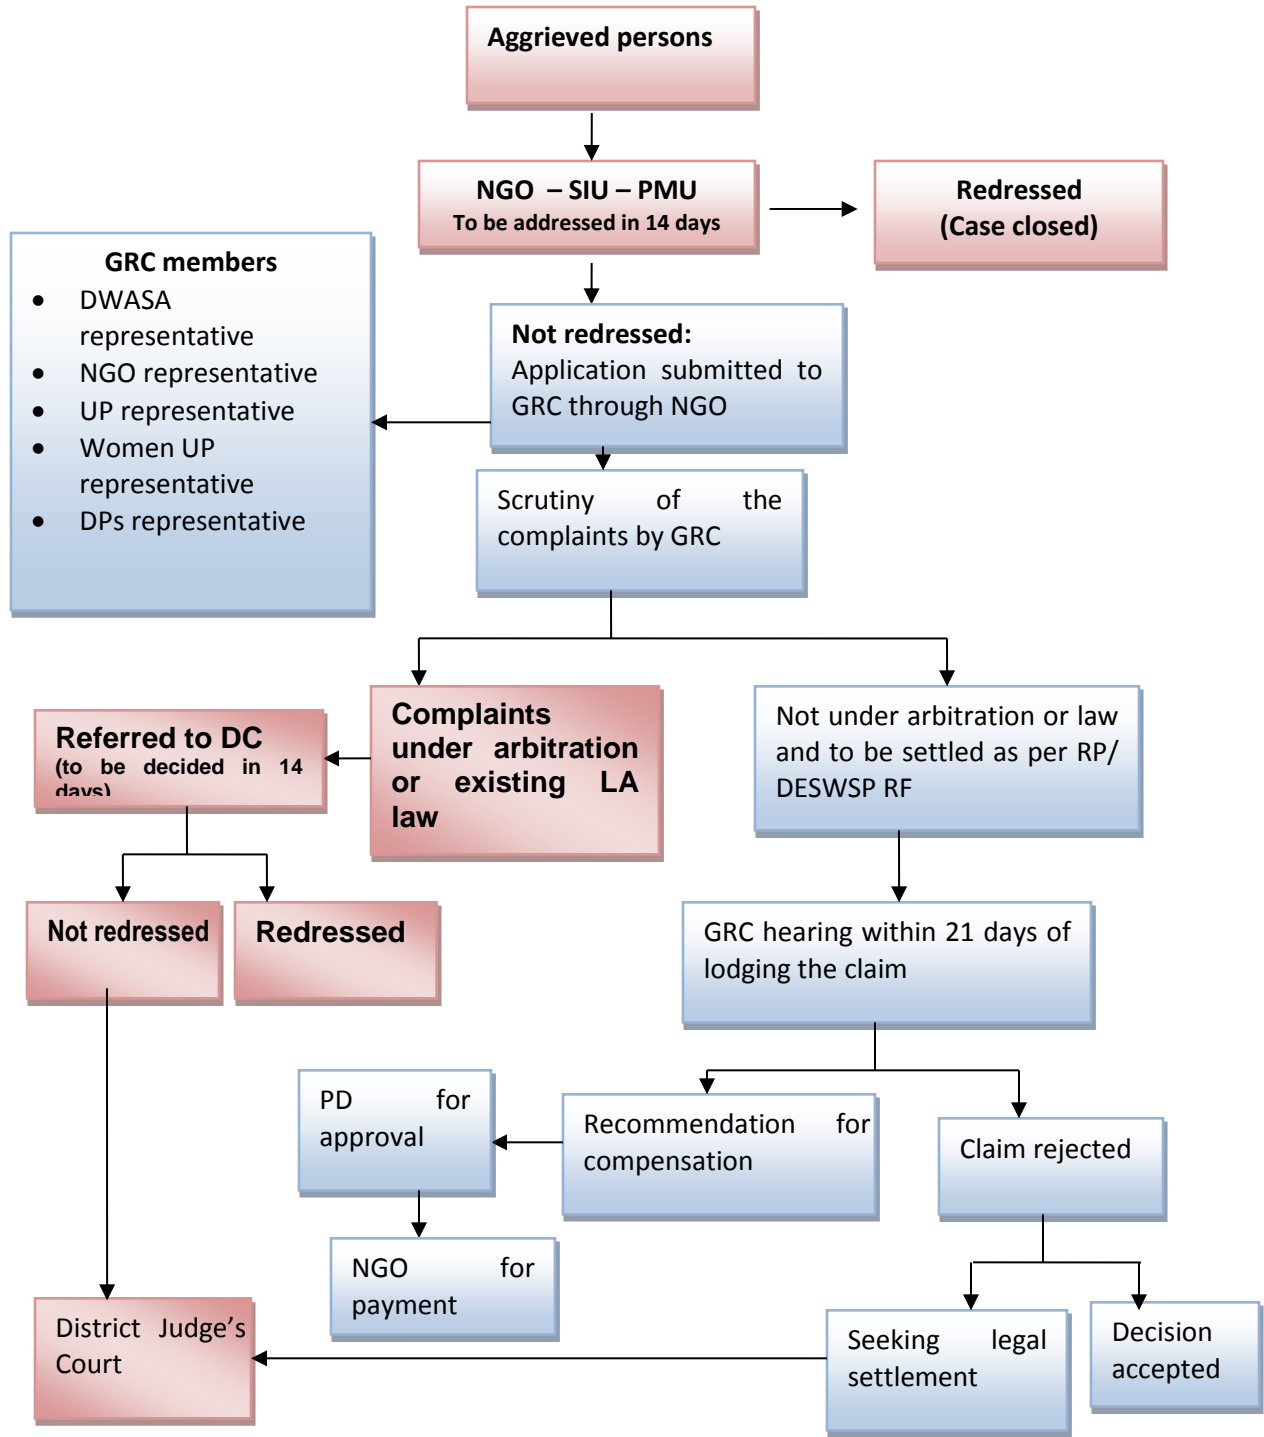 Aggrieved persons
NGO – SIU – PMU
To be addressed in 14 days
Redressed
(Case closed)
GRC members
• DWASA
representative
• NGO representative
• UP representative
• Women UP
representative
• DPs representative
Not redressed:
Application submitted to
GRC through NGO
Scrutiny of the
complaints by GRC
Complaints
under arbitration
or existing LA
law
Referred to DC
(to be decided in 14
days)
Not under arbitration or law
and to be settled as per RP/
DESWSP RF
Not redressed
Redressed
GRC hearing within 21 days of
lodging the claim
PD for
approval
Recommendation for
compensation
Claim rejected
NGO for
payment
District Judge’s
Court
Seeking legal
settlement
Decision
accepted